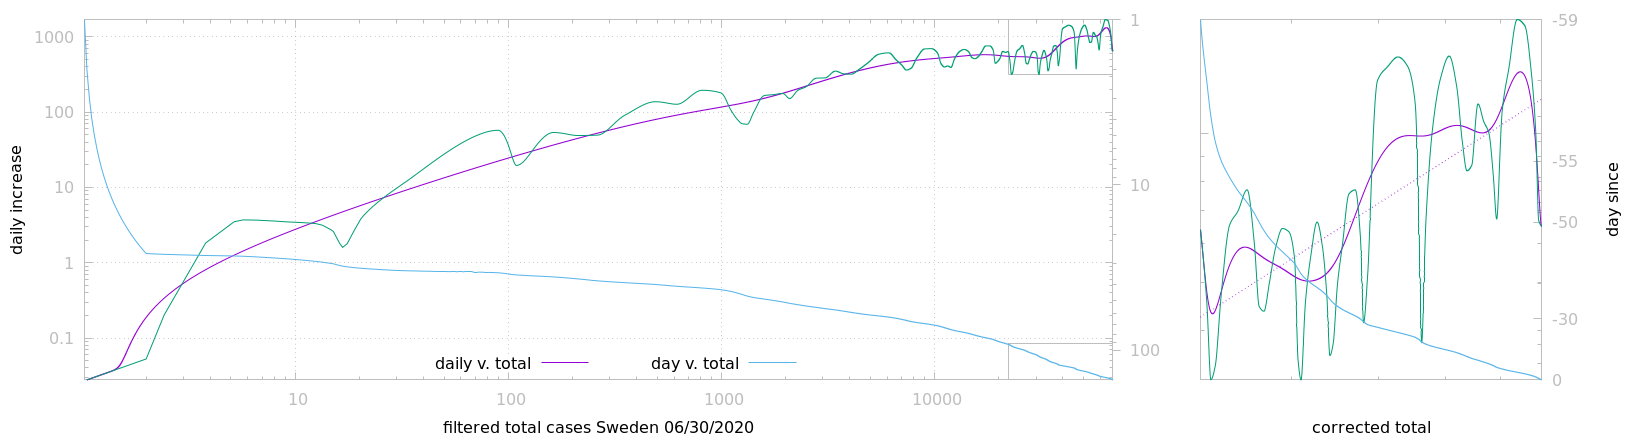 1000
100
10
1
0.1
daily increase
daily v. total
day v. total
10
100
1000
10000
filtered total cases Sweden 06/30/2020
1
10
100
-59
-55
-50
-30
0
day since
corrected total